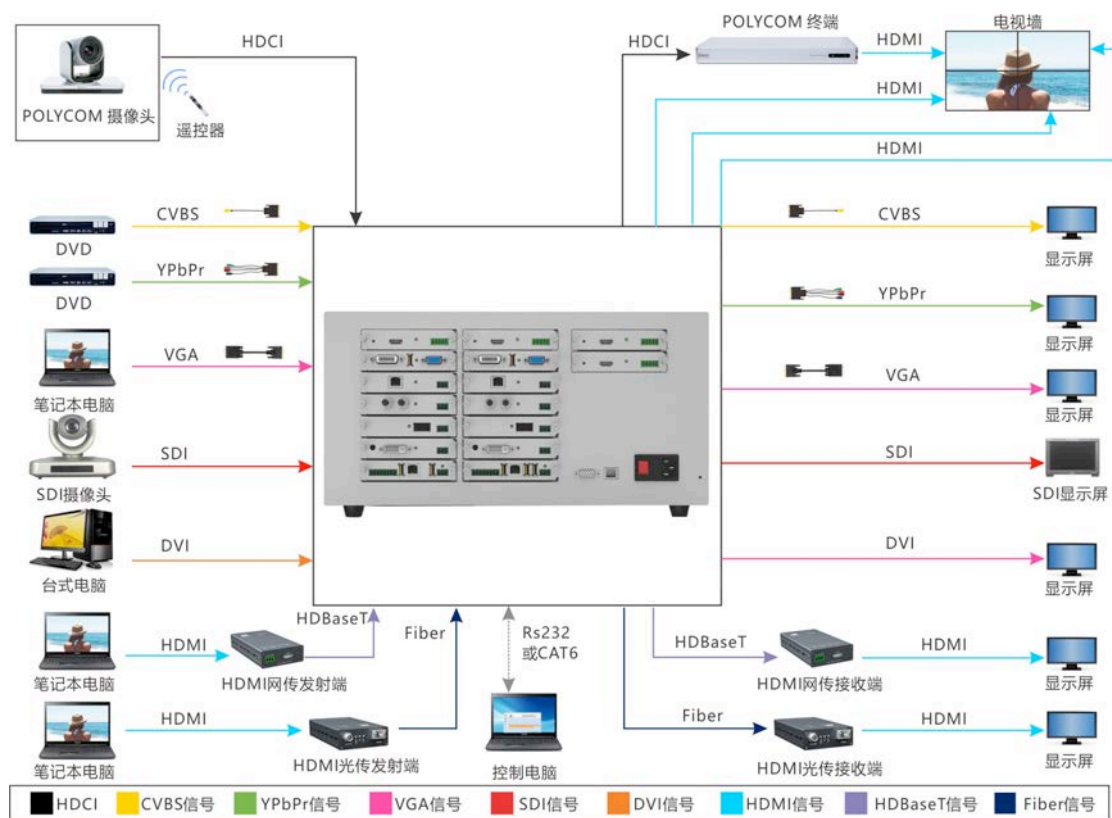 HDCI
POLYCOM 摄像头
遥控器
HDCI
POLYCOM 终端
HDMI
电视墙
HDMI
HDMI
CVBS
DVD
YPbPr
DVD
VGA
笔记本电脑
SDI
SDI摄像头
DVI
台式电脑
HDMI
笔记本电脑
HDMI网传发射端
HDBaseT
HDMI
笔记本电脑
HDMI光传发射端
Fiber
Rs232
或CAT6
控制电脑
CVBS
显示屏
YPbPr
显示屏
VGA
显示屏
SDI
SDI显示屏
DVI
显示屏
HDBaseT
HDMI网传接收端
HDMI
显示屏
Fiber
HDMI光传接收端
HDMI
显示屏
HDCI CVBS信号 YPbPr信号 VGA信号 SDI信号 DVI信号 HDMI信号 HDBaseT信号 Fiber信号